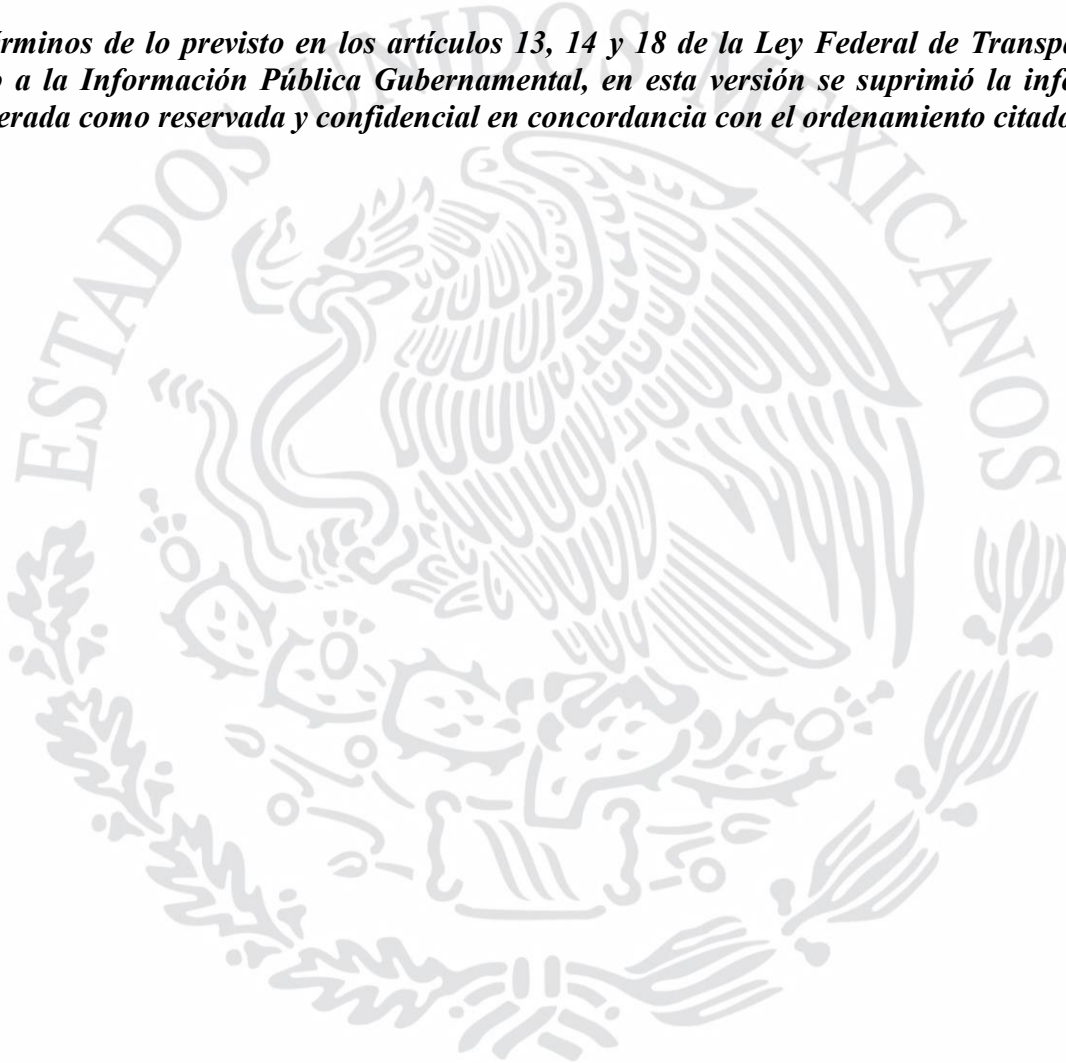 ESTADOS UNIDOS MEXICANOS
rminos de lo previsto en los artículos 13, 14 y 18 de la Ley Federal de Transp
o a la Información Pública Gubernamental, en esta versión se suprimió la inf
erada como reservada y confidencial en concordancia con el ordenamiento citado